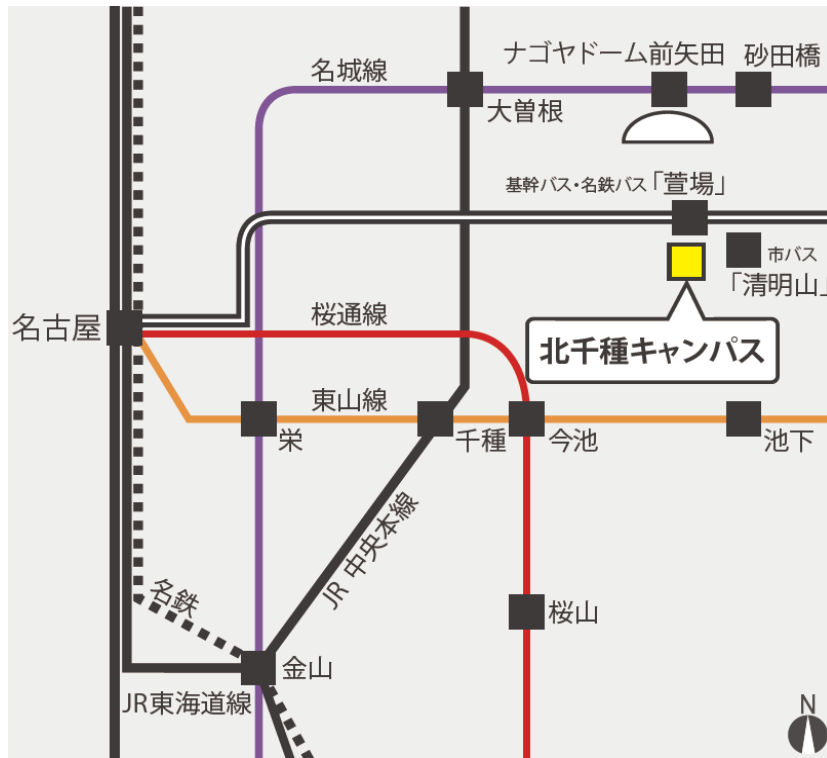 ナゴヤドーム前矢田
砂田橋
名城線
大曽根
基幹バス・名鉄バス「萱場」
市バス
「清明山」
名古屋
桜通線
北千種キャンパス
東山線
栄
千種
今池
池下
JR 中央本線
名鉄
桜山
金山
JR東海道線
N